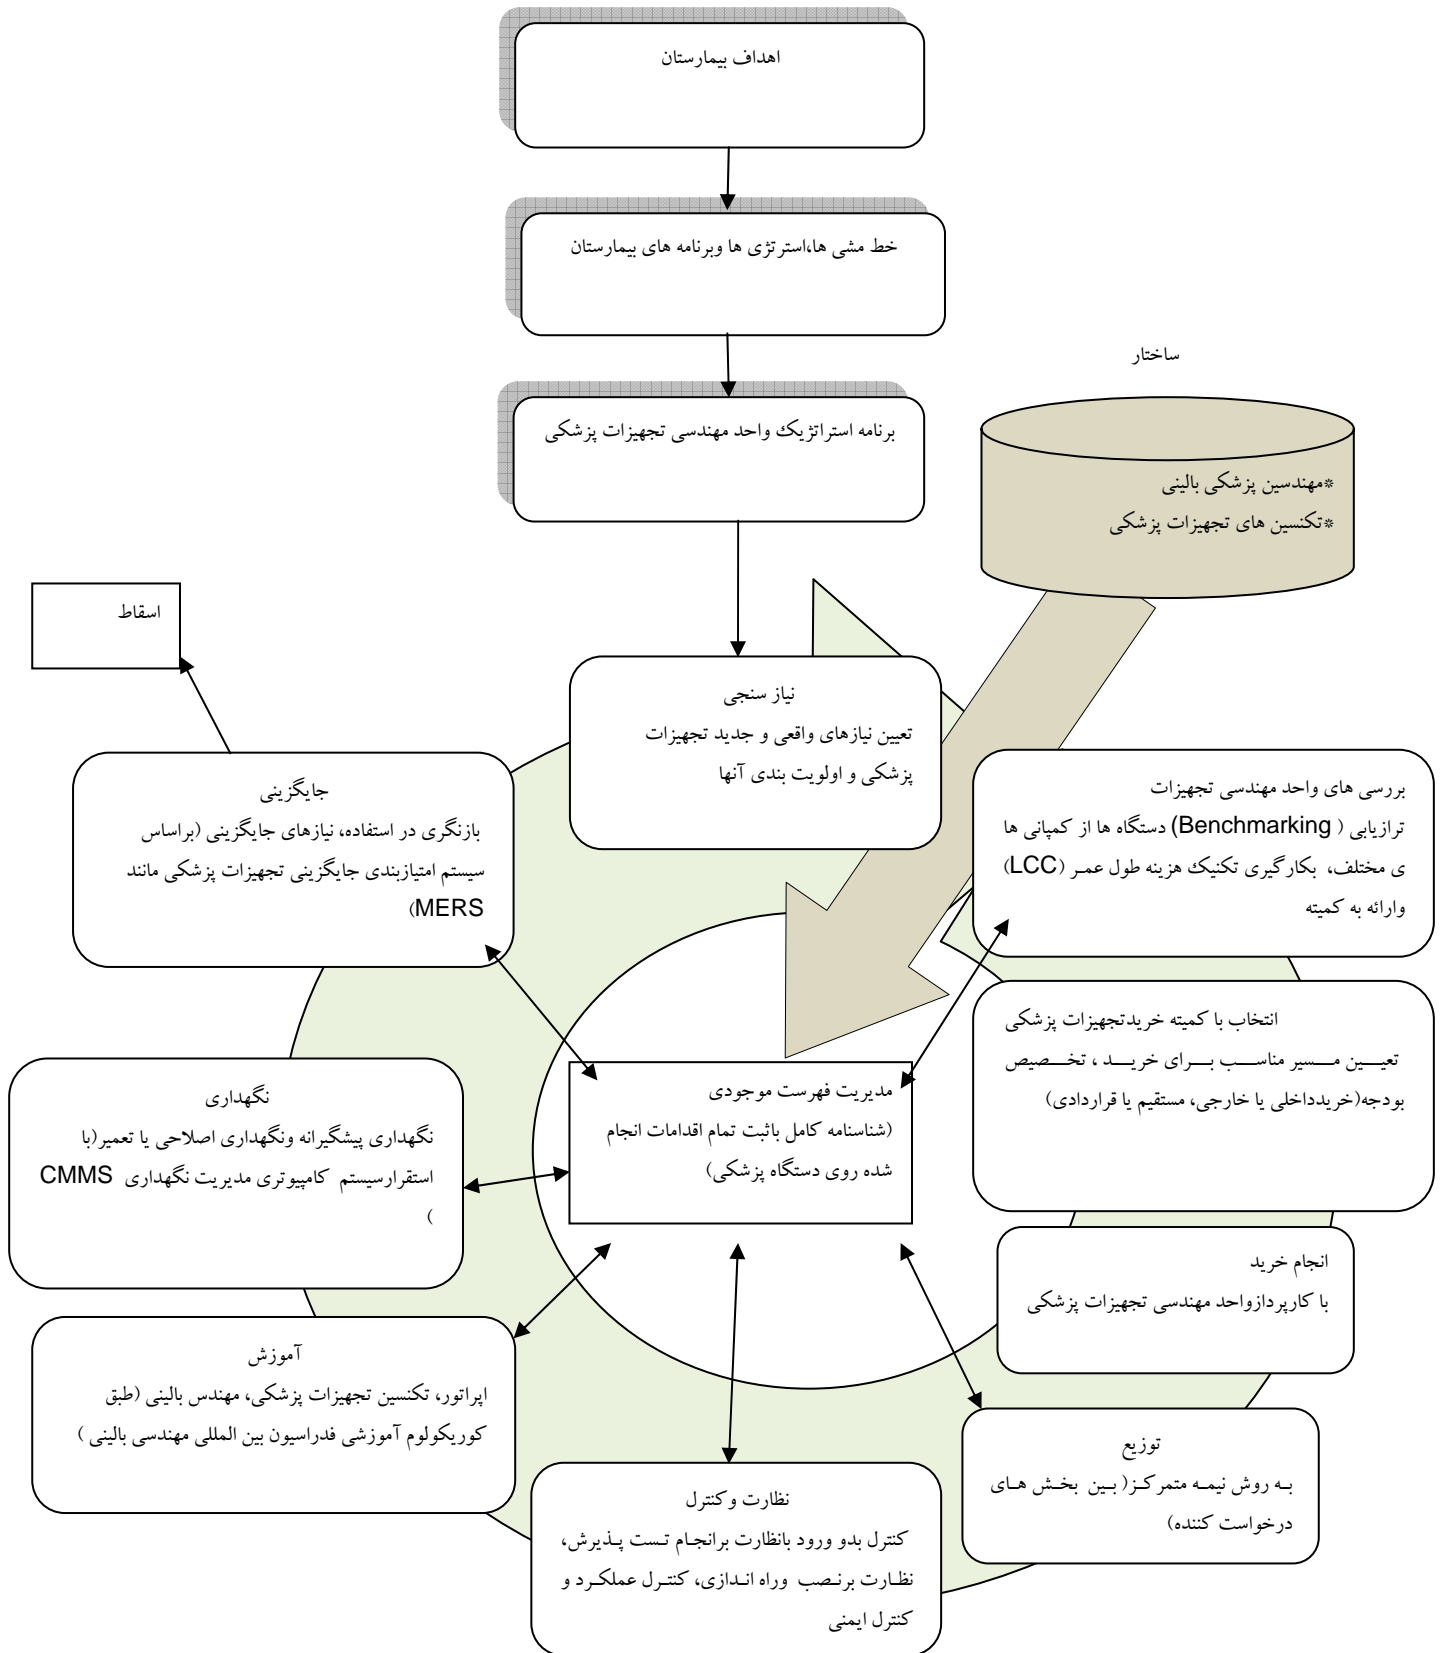 اهداف بیمارستان
خط مشی ها،استرتژی ها وبرنامه های بیمارستان
ساختار
برنامه استراتژیک واحد مهندسی تجهیزات پزشکی
*مهندسین پزشکی بالینی
*تکنسین های تجهیزات پزشکی
اسقاط
نیاز سنجی
تعیین نیازهای واقعی و جدید تجهیزات
پزشکی و اولویت بندی آنها
بررسی های واحد مهندسی تجهیزات
ترازیابی ( Benchmarking) دستگاه ها از کمپانی ها
ی مختلف، بکارگیری تکنیک هزینه طول عمر (LCC)
وارائه به کمیته
جایگزینی
بازنگری در استفاده، نیازهای جایگزینی (براساس
سیستم امتیازبندی جایگزینی تجهیزات پزشکی مانند
MERS)
انتخاب با کمیته خریدتجهیزات پزشکی
تعیین مسیر مناسب برای خرید ، تخصیص
بودجه(خریدداخلی یا خارجی، مستقیم یا قراردادی)
مدیریت فهرست موجودی
(شناسنامه کامل باثبت تمام اقدامات انجام
شده روی دستگاه پزشکی)
نگهداری
نگهداری پیشگیرانه ونگهداری اصلاحی یا تعمیر(با
استقرارسیستم کامپیوتری مدیریت نگهداری CMMS
)
انجام خرید
با کارپردازواحد مهندسی تجهیزات پزشکی
آموزش
اپراتور، تکنسین تجهیزات پزشکی، مهندس بالینی (طبق
کوریکولوم آموزشی فدراسیون بین المللی مهندسی بالینی )
توزیع
به روش نیمه متمرکز( بین بخش های
درخواست کننده)
نظارت وکنترل
کنترل بدو ورود بانظارت برانجام تست پذیرش،
نظارت برنصب وراه اندازی، کنترل عملکرد و
کنترل ایمنی